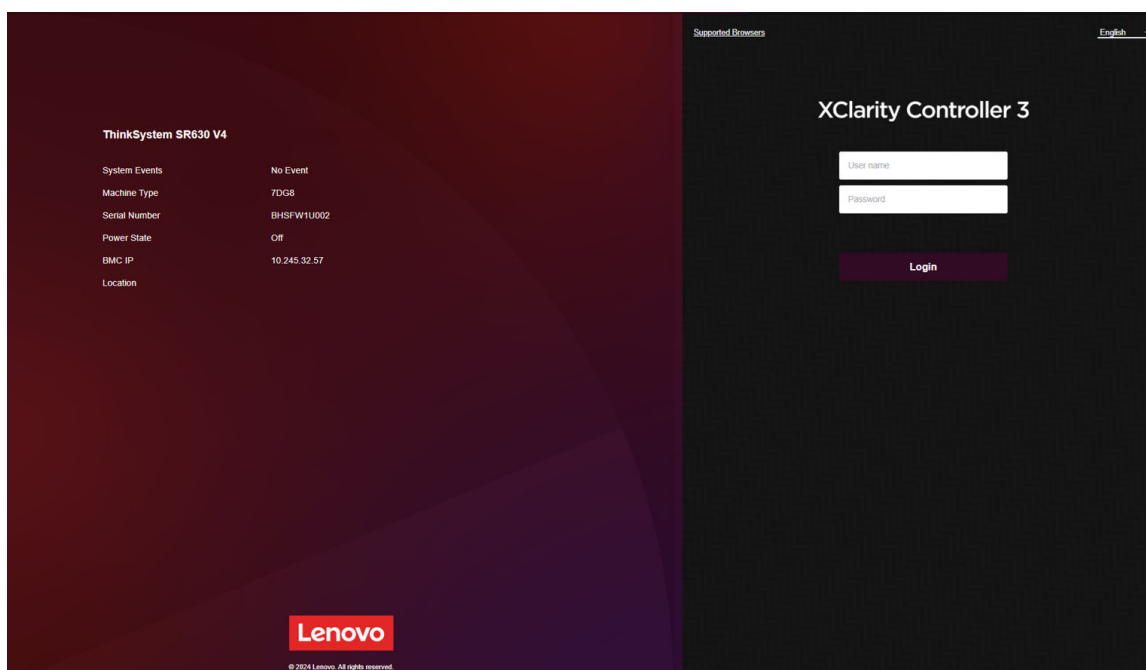 Supported Browsers
English
XClarity Controller 3
ThinkSystem SR630 V4
System Events No Event
Machine Type 7DG8
Serial Number BHSFW1U002
Power State Off
BMC IP 10.245.32.57
Location
User name
Password
Login
Lenovo
© 2024 Lenovo. All rights reserved.